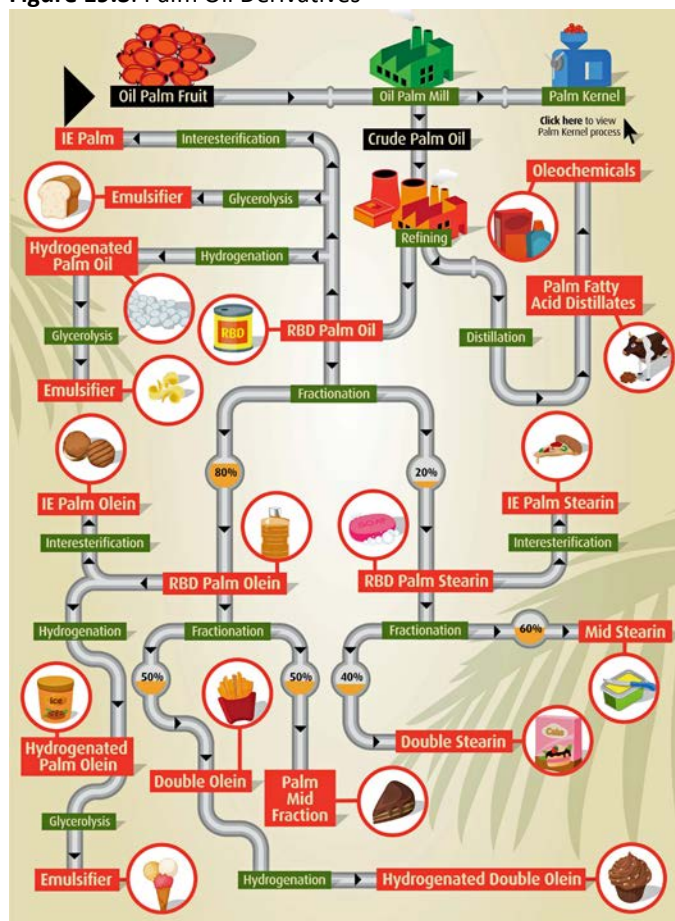 Figure 15.8: Palm Oil Derivatives
Oil Palm Fruit
Oil Palm Mill
Palm Kernel
Click here to view
Palm Kernel process
IE Palm
Interesterification
Crude Palm Oil
Emulsifier
Glycerolysis
Oleochemicals
Hydrogenated
Palm Oil
Hydrogenation
Refining
Palm Fatty
Acid Distillates
RBD
RBD Palm Oil
Glycerolysis
Distillation
Emulsifier
Fractionation
80%
20%
IE Palm Olein
IE Palm Stearin
Interesterification
Interesterification
RBD Palm Olein
RBD Palm Stearin
Hydrogenation
Fractionation
Fractionation
60%
Mid Stearin
50%
50%
40%
ice
Hydrogenated
Palm Olein
Double Olein
Palm
Mid
Fraction
Double Stearin
Cake
Glycerolysis
Emulsifier
Hydrogenation
Hydrogenated Double Olein